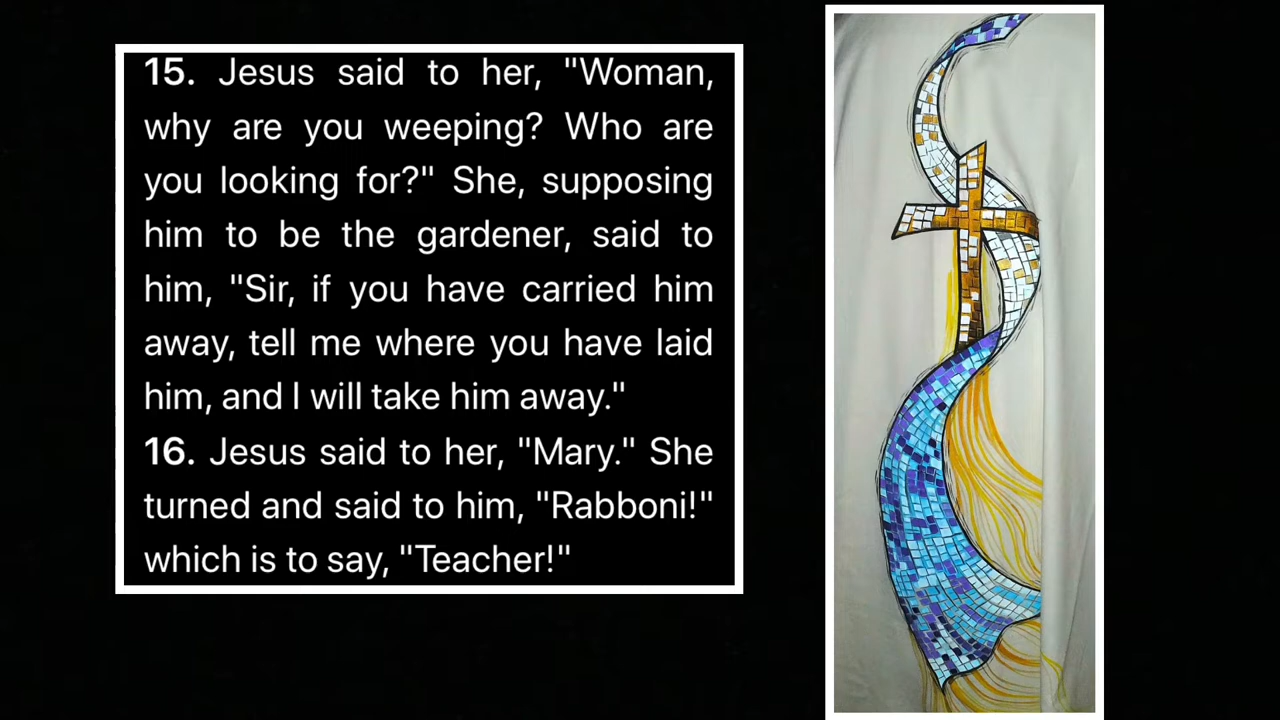 15. Jesus said to her, "Woman,
why are you weeping? Who are
you looking for?" She, supposing
him to be the gardener, said to
him, "Sir, if you have carried him
away, tell me where you have laid
him, and I will take him away."
16. Jesus said to her, "Mary." She
turned and said to him, "Rabboni!"
which is to say, "Teacher!"